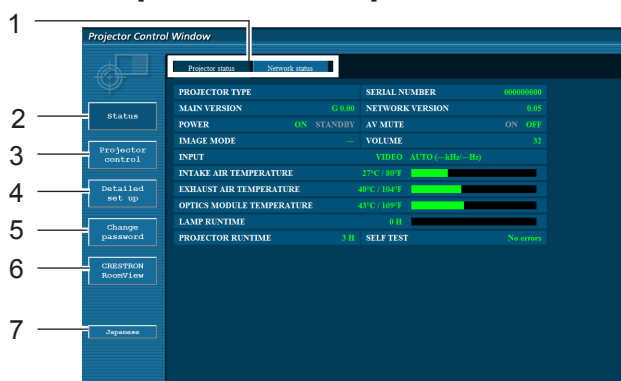 1
Projector Control Window
Projector status Network status
PROJECTOR TYPE SERIAL NUMBER 000000000
2 Status MAIN VERSION G 0.00 NETWORK VERSION 0.05
POWER ON STANDBY AV MUTE ON OFF
IMAGE MODE --- VOLUME 32
3 Projector control INPUT VIDEO AUTO (---kHz/---Hz)
INTAKE AIR TEMPERATURE 27°C / 80°F
4 Detailed set up EXHAUST AIR TEMPERATURE 40°C / 104°F
OPTICS MODULE TEMPERATURE 43°C / 109°F
LAMP RUNTIME 0 H
5 Change password PROJECTOR RUNTIME 3 H SELF TEST No errors
6 CRESTRON RoomView
7 Japanese